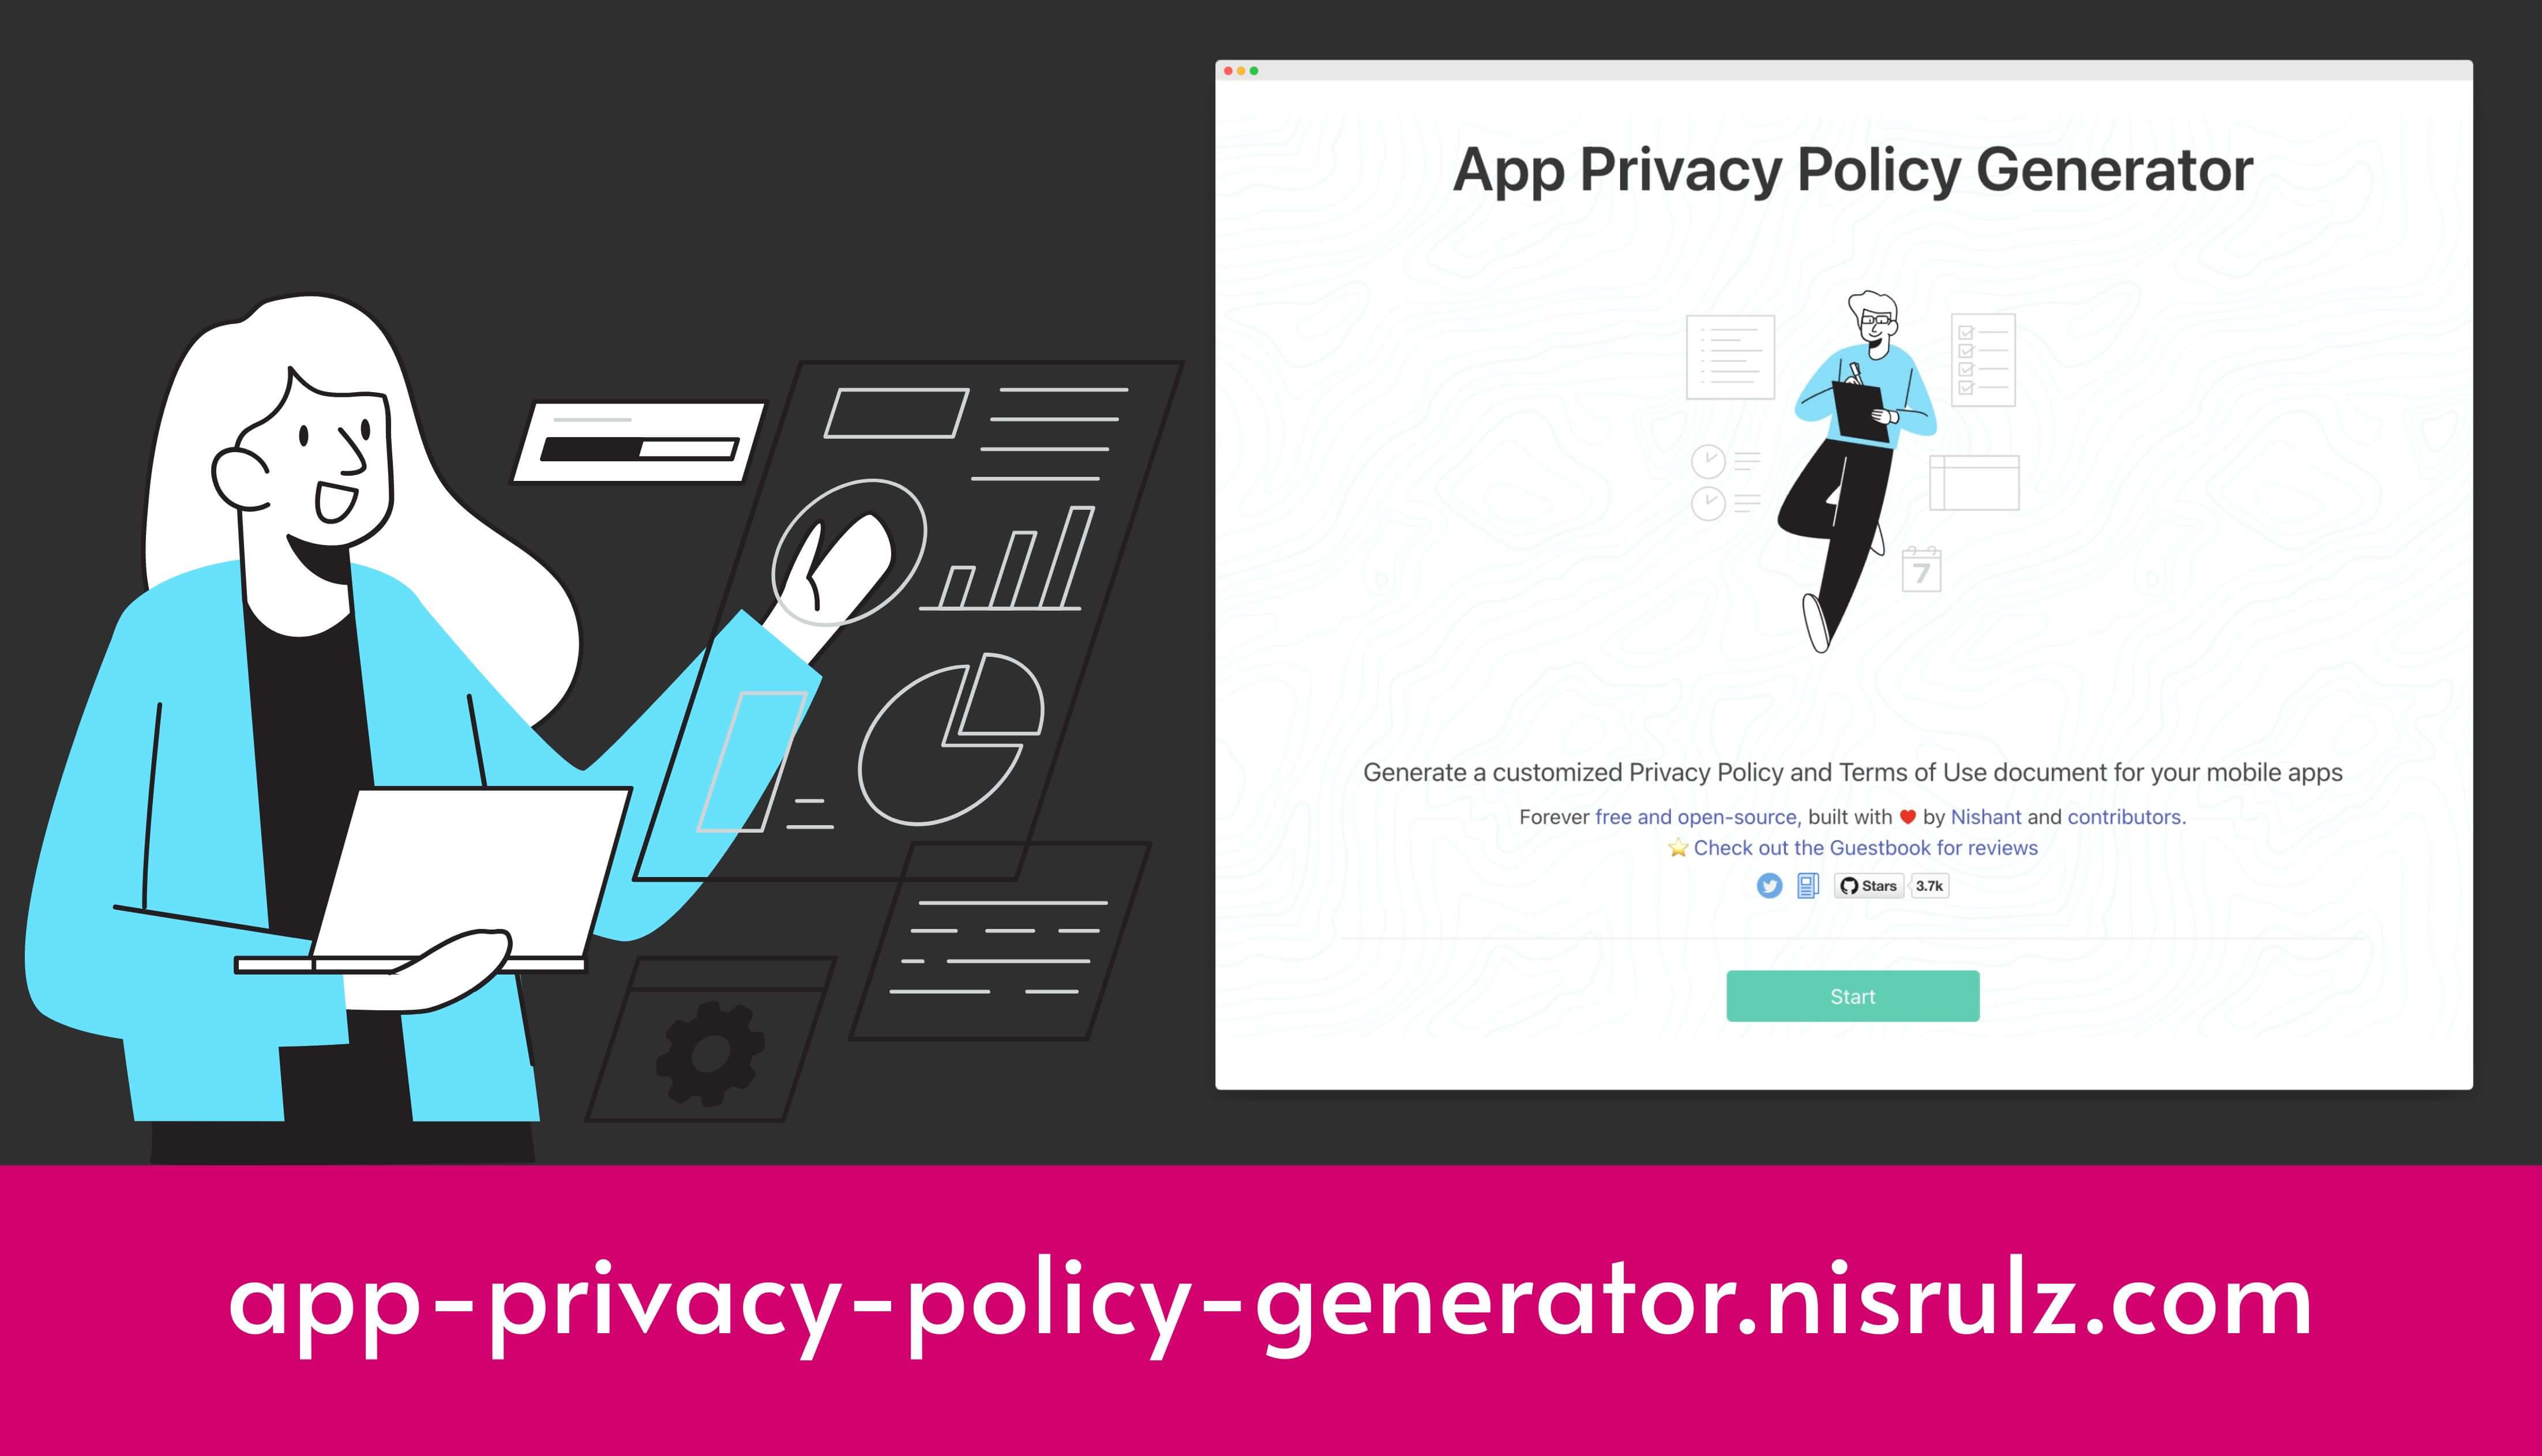 App Privacy Policy Generator
7
Generate a customized Privacy Policy and Terms of Use document for your mobile apps
Forever free and open-source, built with ❤️ by Nishant and contributors.
⭐ Check out the Guestbook for reviews
Stars 3.7k
Start
app-privacy-policy-generator.nisrulz.com